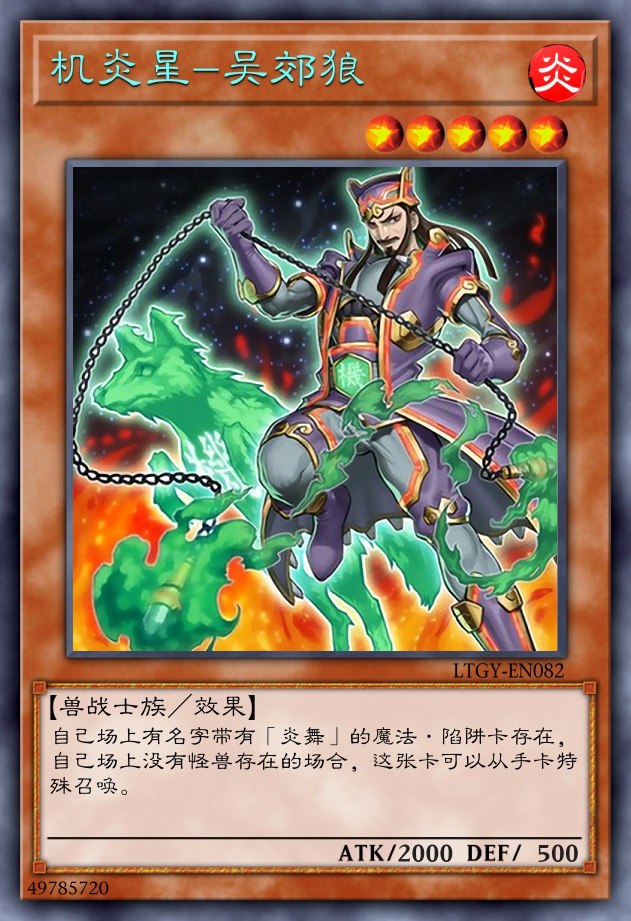 机炎星-吴郊狼
炎
機
LTGY-EN082
【兽战士族／效果】
自己场上有名字带有「炎舞」的魔法·陷阱卡存在，
自己场上没有怪兽存在的场合，这张卡可以从手卡特
殊召唤。
ATK/2000 DEF/ 500
49785720